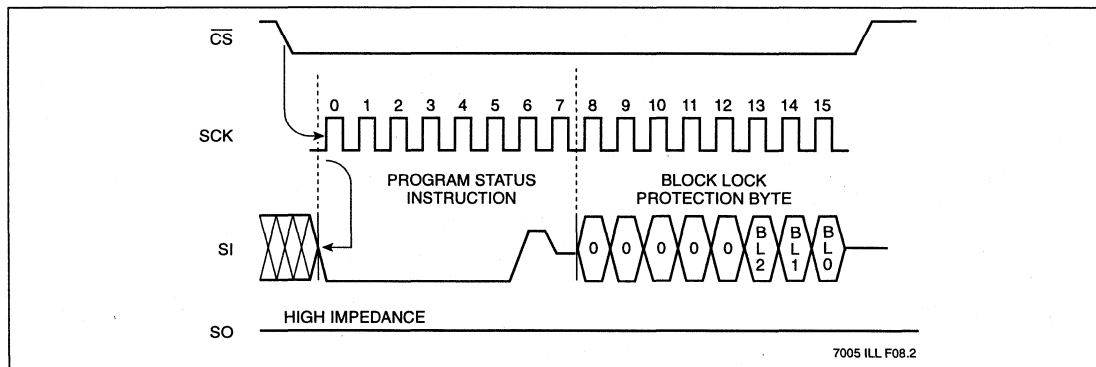 C̅S̅
0 1 2 3 4 5 6 7 8 9 10 11 12 13 14 15
SCK
PROGRAM STATUS
INSTRUCTION
BLOCK LOCK
PROTECTION BYTE
SI
0 0 0 0 0 BL2 BL1 BL0
HIGH IMPEDANCE
SO
7005 ILL F08.2